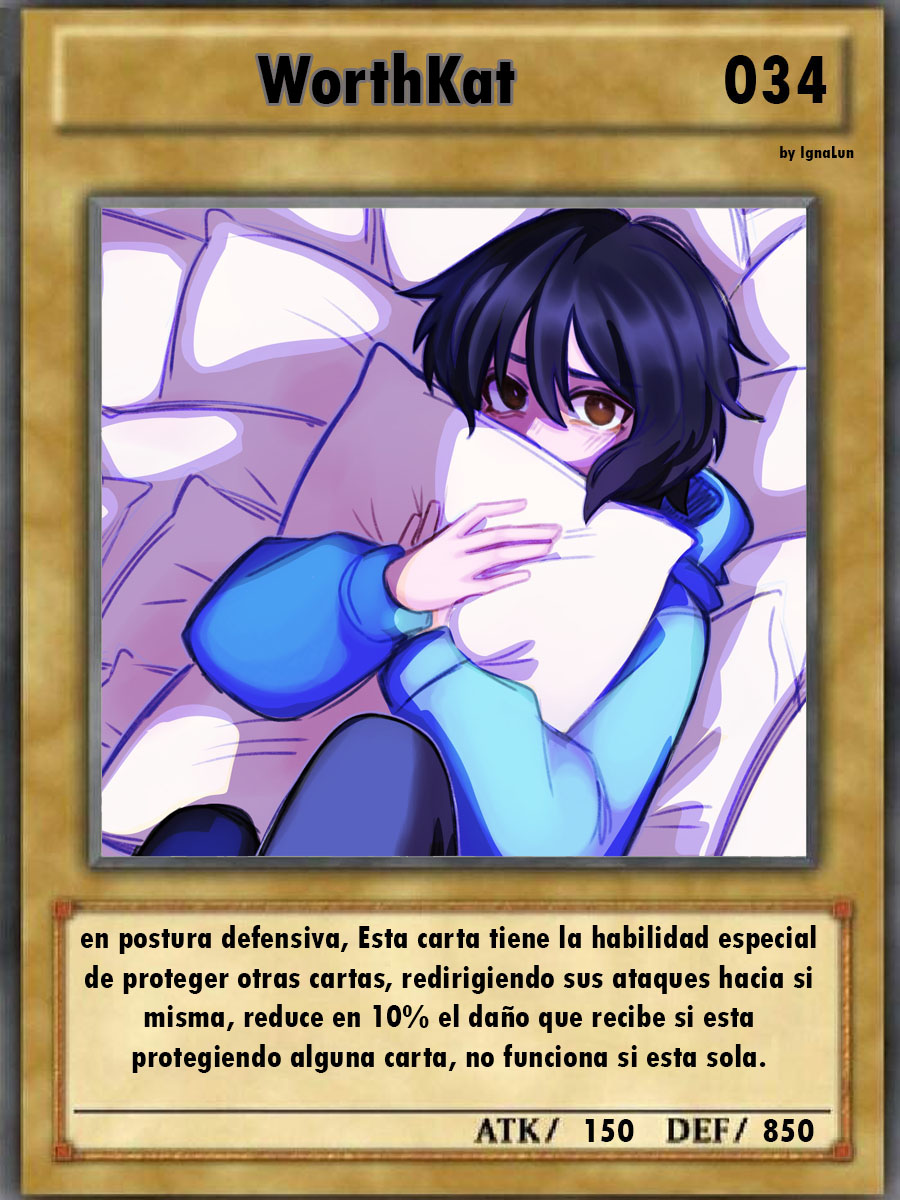 WorthKat
034
by IgnaLun
en postura defensiva, Esta carta tiene la habilidad especial
de proteger otras cartas, redirigiendo sus ataques hacia si
misma, reduce en 10% el daño que recibe si esta
protegiendo alguna carta, no funciona si esta sola.
ATK/ 150 DEF/ 850